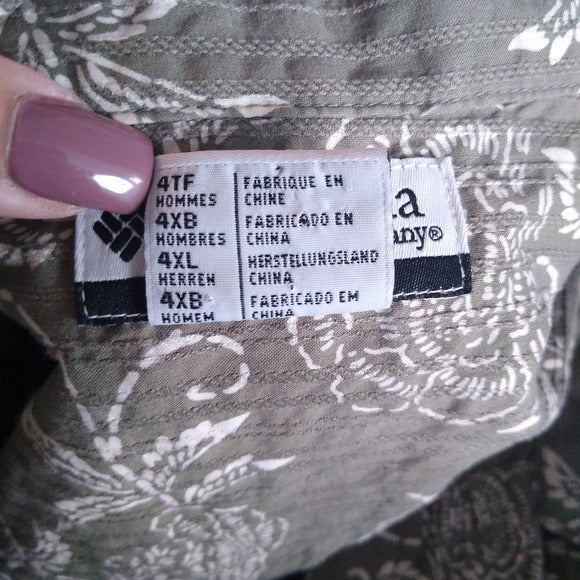 4TF
HOMMES
FABRIQUE EN
CHINE
4XB
HOMBRES
FABRICADO EN
CHINA
4XL
HERREN
HERSTELLUNGSLAND
CHINA
4XB
HOMEM
FABRICADO EM
CHINA
a
any®